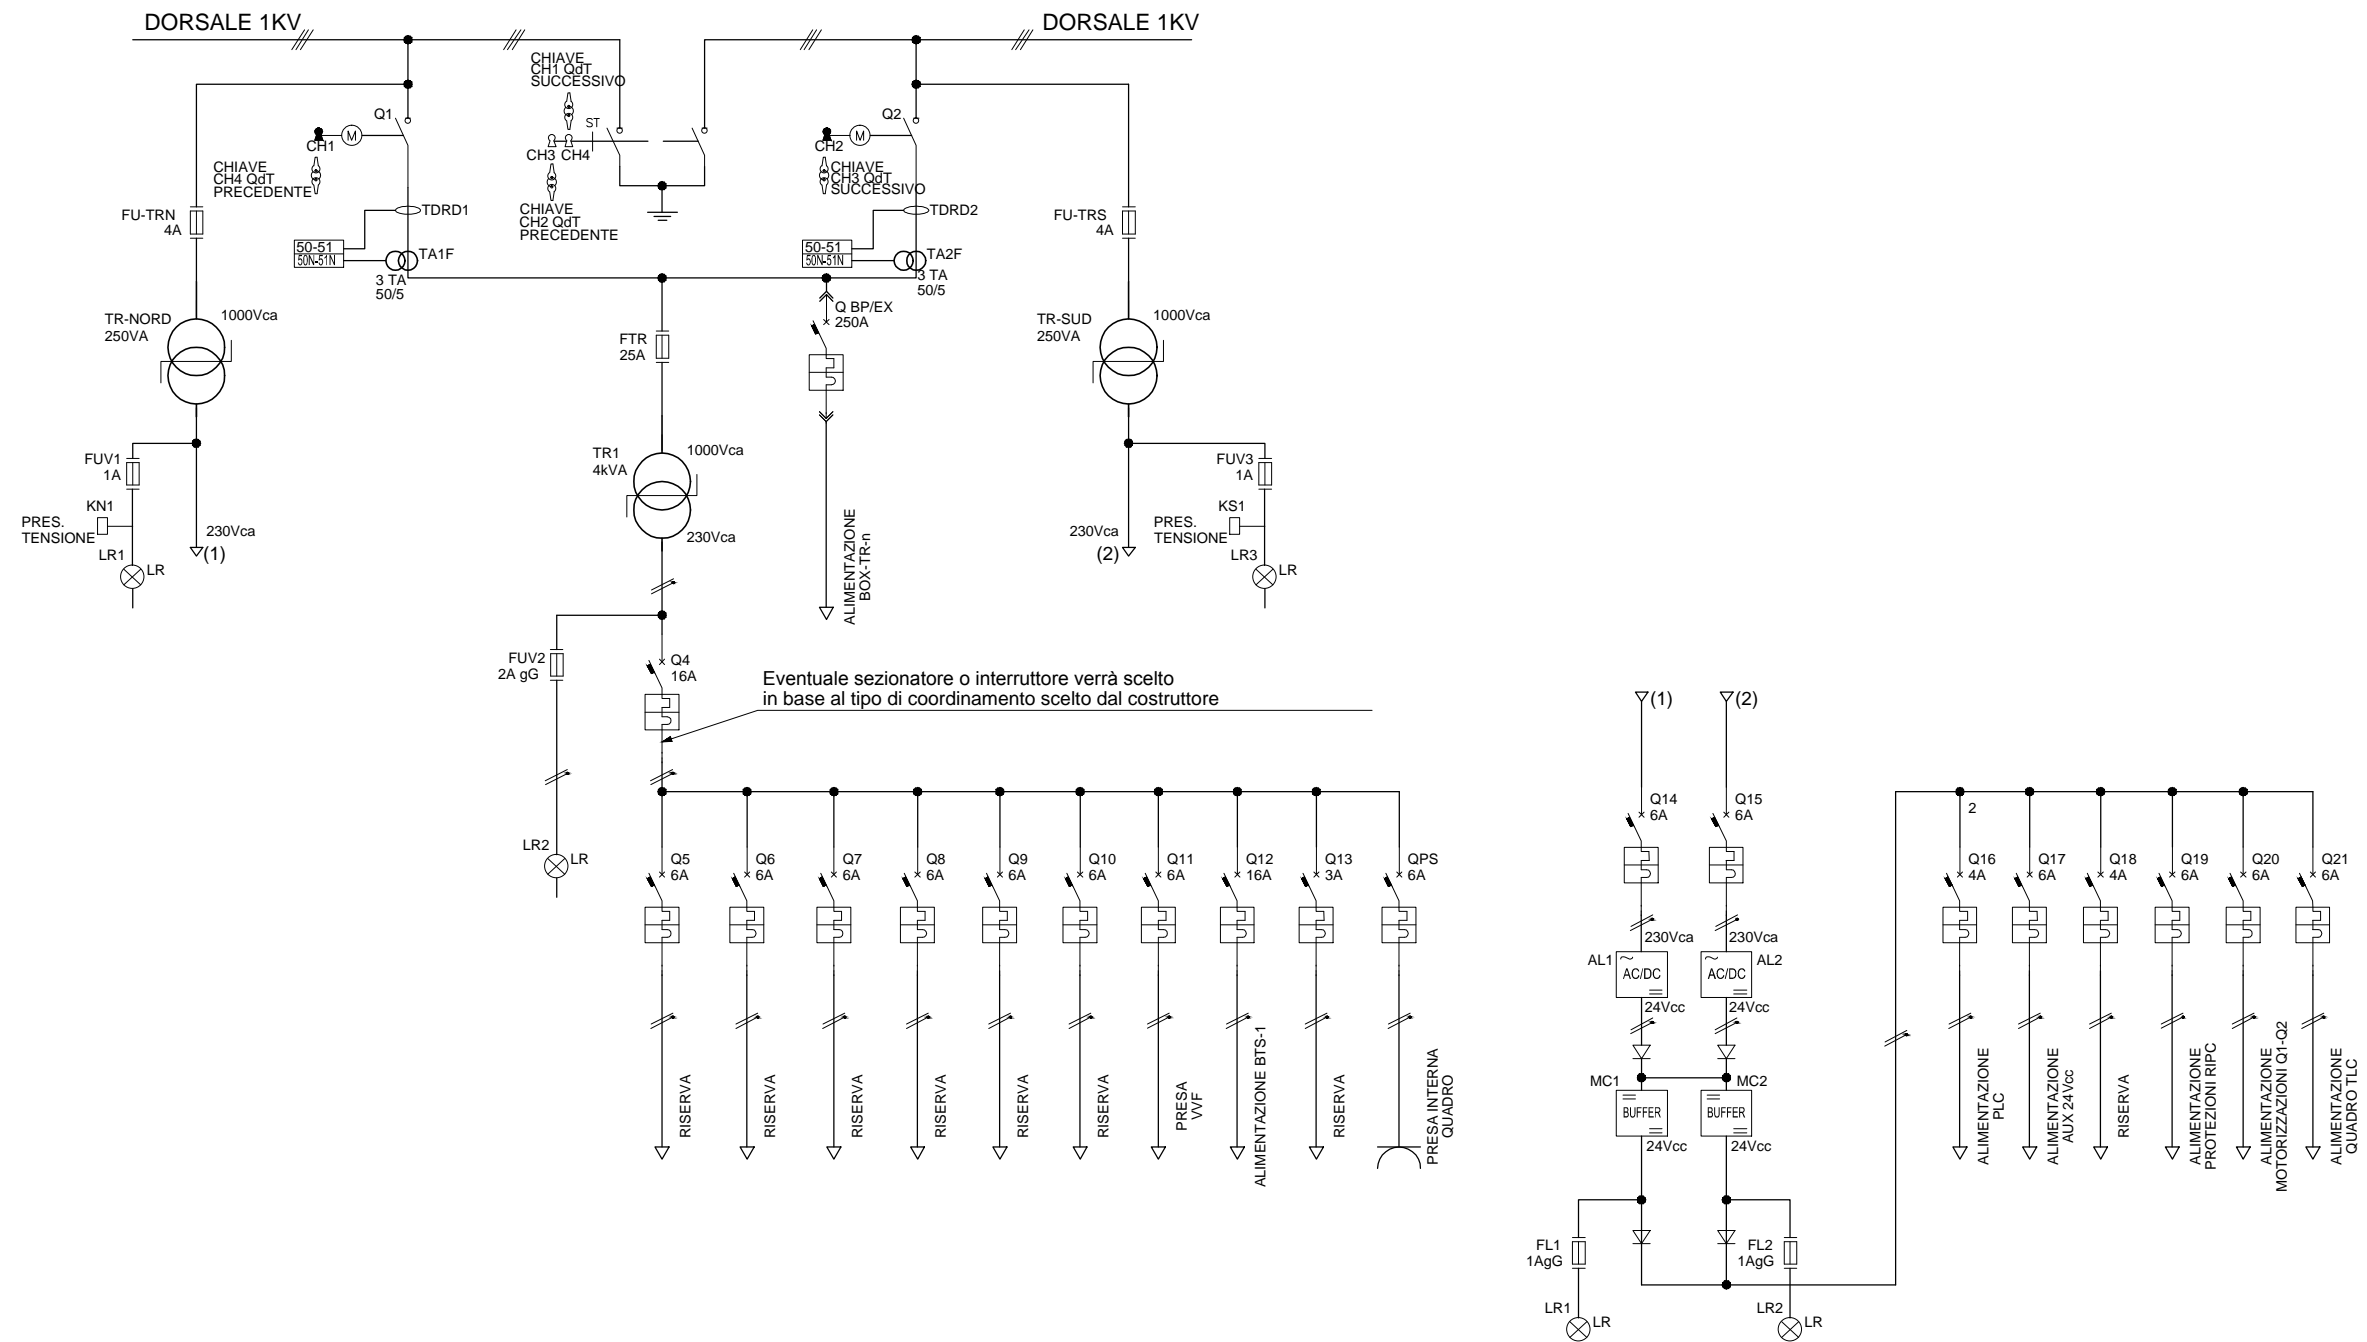 DORSALE 1KV
DORSALE 1KV
CHIAVE
CH1 QdT
SUCCESSIVO
Q1
M
CH1
CHIAVE
CH4 QdT
PRECEDENTE
ST
CH3 CH4
CHIAVE
CH2 QdT
PRECEDENTE
Q2
M
CH2
CHIAVE
CH3 QdT
SUCCESSIVO
FU-TRN
4A
TDRD1
50-51
50N-51N
TA1F
3 TA
50/5
TDRD2
50-51
50N-51N
TA2F
3 TA
50/5
FU-TRS
4A
TR-NORD
250VA
1000Vca
FTR
25A
Q BP/EX
250A
TR-SUD
250VA
1000Vca
FUV1
1A
KN1
PRES.
TENSIONE
LR1
LR
230Vca
(1)
TR1
4kVA
1000Vca
230Vca
ALIMENTAZIONE
BOX-TR-n
FUV3
1A
KS1
PRES.
TENSIONE
LR3
LR
230Vca
(2)
FUV2
2A gG
Q4
16A
Eventuale sezionatore o interruttore verrà scelto
in base al tipo di coordinamento scelto dal costruttore
LR2
LR
Q5
6A
Q6
6A
Q7
6A
Q8
6A
Q9
6A
Q10
6A
Q11
6A
Q12
16A
Q13
3A
QPS
6A
RISERVA
RISERVA
RISERVA
RISERVA
RISERVA
RISERVA
PRESA
VVF
ALIMENTAZIONE BTS-1
RISERVA
PRESA INTERNA
QUADRO
(1)
(2)
Q14
6A
Q15
6A
230Vca
230Vca
AL1
AC/DC
AC/DC
AL2
24Vcc
24Vcc
MC1
MC2
BUFFER
BUFFER
24Vcc
24Vcc
FL1
1AgG
FL2
1AgG
LR1
LR
LR2
LR
2
Q16
4A
Q17
6A
Q18
4A
Q19
6A
Q20
6A
Q21
6A
ALIMENTAZIONE
PLC
ALIMENTAZIONE
AUX 24Vcc
RISERVA
ALIMENTAZIONE
PROTEZIONI RIPC
ALIMENTAZIONE
MOTORIZZAZIONI Q1-Q2
ALIMENTAZIONE
QUADRO TLC